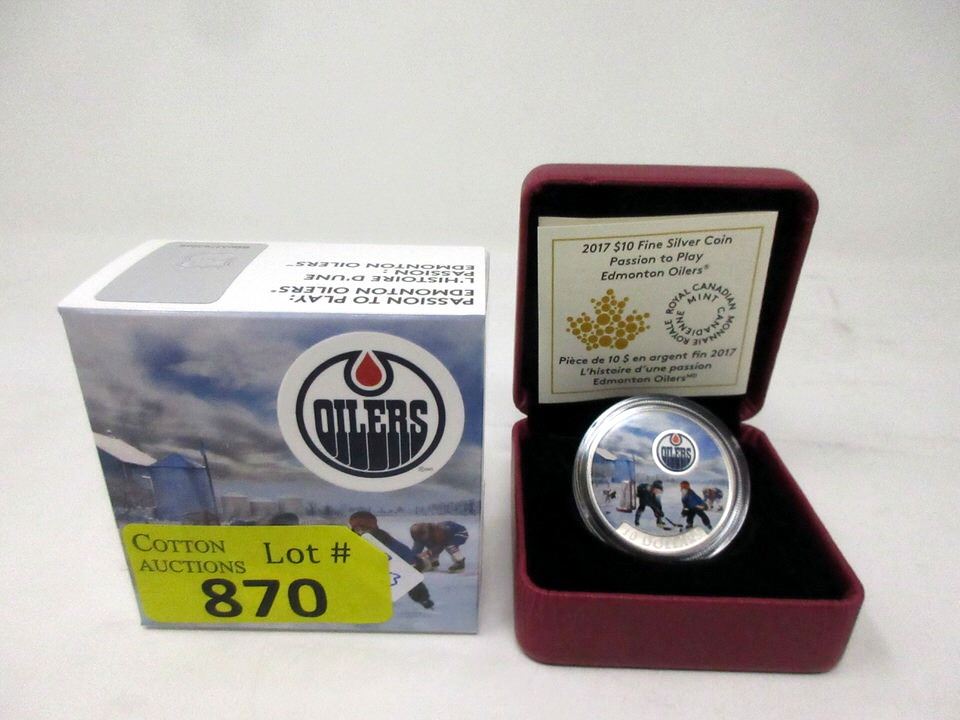 PASSION TO PLAY:
EDMONTON OILERS®
L'HISTOIRE D'UNE
PASSION :
EDMONTON OILERS
OILERS
COTTON
AUCTIONS
Lot #
870
3
2017 $10 Fine Silver Coin
Passion to Play
Edmonton Oilers®
ROYAL CANADIAN MINT
MONNAIE ROYALE CANADIENNE
Pièce de 10 $ en argent fin 2017
L'histoire d'une passion
Edmonton OilersMD
OILERS
10 DOLLARS